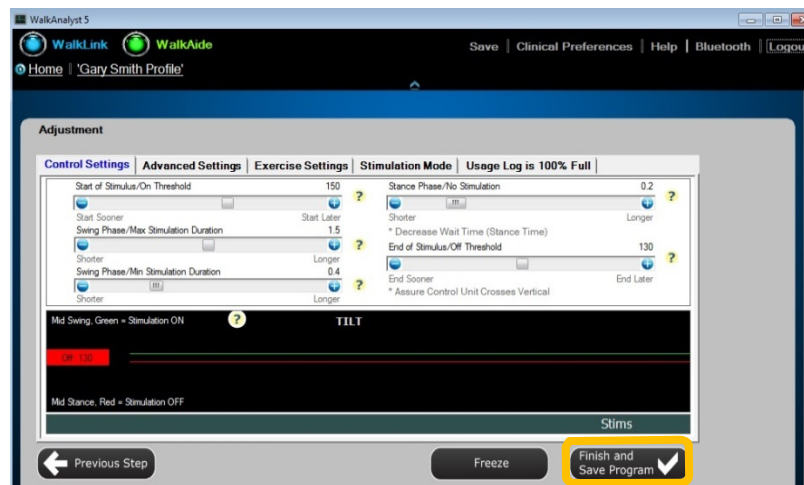 WalkAnalyst 5
WalkLink WalkAide Save | Clinical Preferences | Help | Bluetooth | Logou
Home | 'Gary Smith Profile'
Adjustment
Control Settings | Advanced Settings | Exercise Settings | Stimulation Mode | Usage Log is 100% Full |
Start of Stimulus/On Threshold 150 ?
Start Sooner Start Later
Swing Phase/Max Stimulation Duration 1.5
?
Shorter Longer
Swing Phase/Min Stimulation Duration 0.4
?
Shorter Longer
Stance Phase/No Stimulation 0.2 ?
Shorter Longer
* Decrease Wait Time (Stance Time)
End of Stimulus/Off Threshold 130
?
End Sooner End Later
* Assure Control Unit Crosses Vertical
Mid Swing, Green = Stimulation ON ? TILT
Off: 130
Mid Stance, Red = Stimulation OFF
Stims
Previous Step Freeze Finish and
Save Program